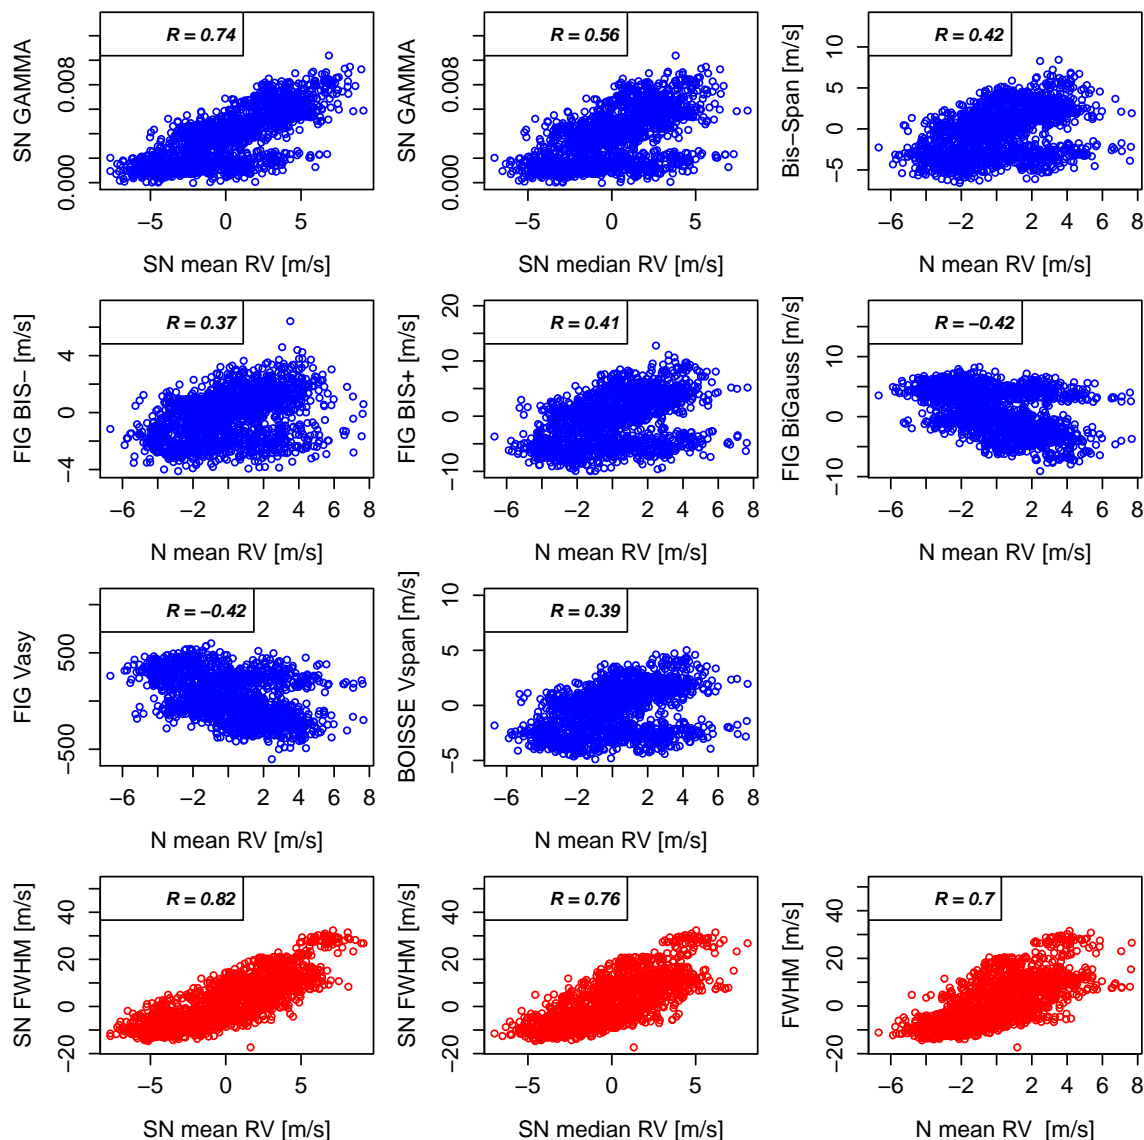 R = 0.74
SN GAMMA
0.000
0.008
−5
0
5
SN mean RV [m/s]
R = 0.56
SN GAMMA
0.000
0.008
−5
0
5
SN median RV [m/s]
R = 0.42
Bis−Span [m/s]
−5
0
5
10
−6
−2
0
2
4
6
8
N mean RV [m/s]
R = 0.37
FIG BIS− [m/s]
−4
0
4
−6
−2
0
2
4
6
8
N mean RV [m/s]
R = 0.41
FIG BIS+ [m/s]
−10
0
10
20
−6
−2
0
2
4
6
8
N mean RV [m/s]
R = −0.42
FIG BiGauss [m/s]
−10
0
10
−6
−2
0
2
4
6
8
N mean RV [m/s]
R = −0.42
FIG Vasy
−500
500
−6
−2
0
2
4
6
8
N mean RV [m/s]
R = 0.39
BOISSE Vspan [m/s]
−5
0
5
10
−6
−2
0
2
4
6
8
N mean RV [m/s]
R = 0.82
SN FWHM [m/s]
−20
0
20
40
−5
0
5
SN mean RV [m/s]
R = 0.76
SN FWHM [m/s]
−20
0
20
40
−5
0
5
SN median RV [m/s]
R = 0.7
FWHM [m/s]
−20
0
20
40
−6
−2
0
2
4
6
8
N mean RV [m/s]